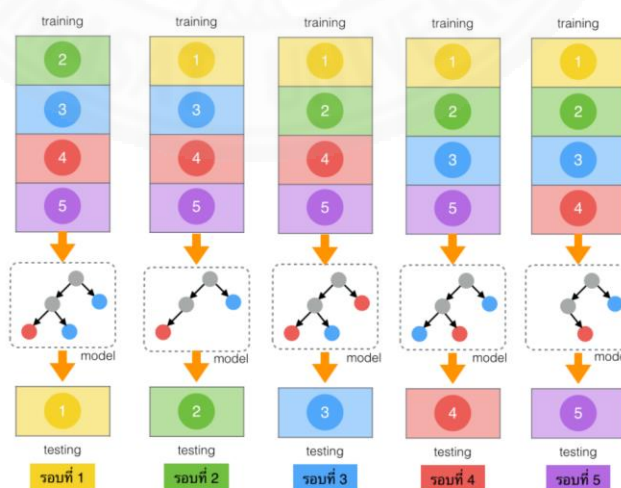 training training training training training
2 1 1 1 1
3 3 2 2 2
4 4 4 3 3
5 5 5 5 4
model model model model model
1 2 3 4 5
testing testing testing testing testing
รอบที่ 1 รอบที่ 2 รอบที่ 3 รอบที่ 4 รอบที่ 5